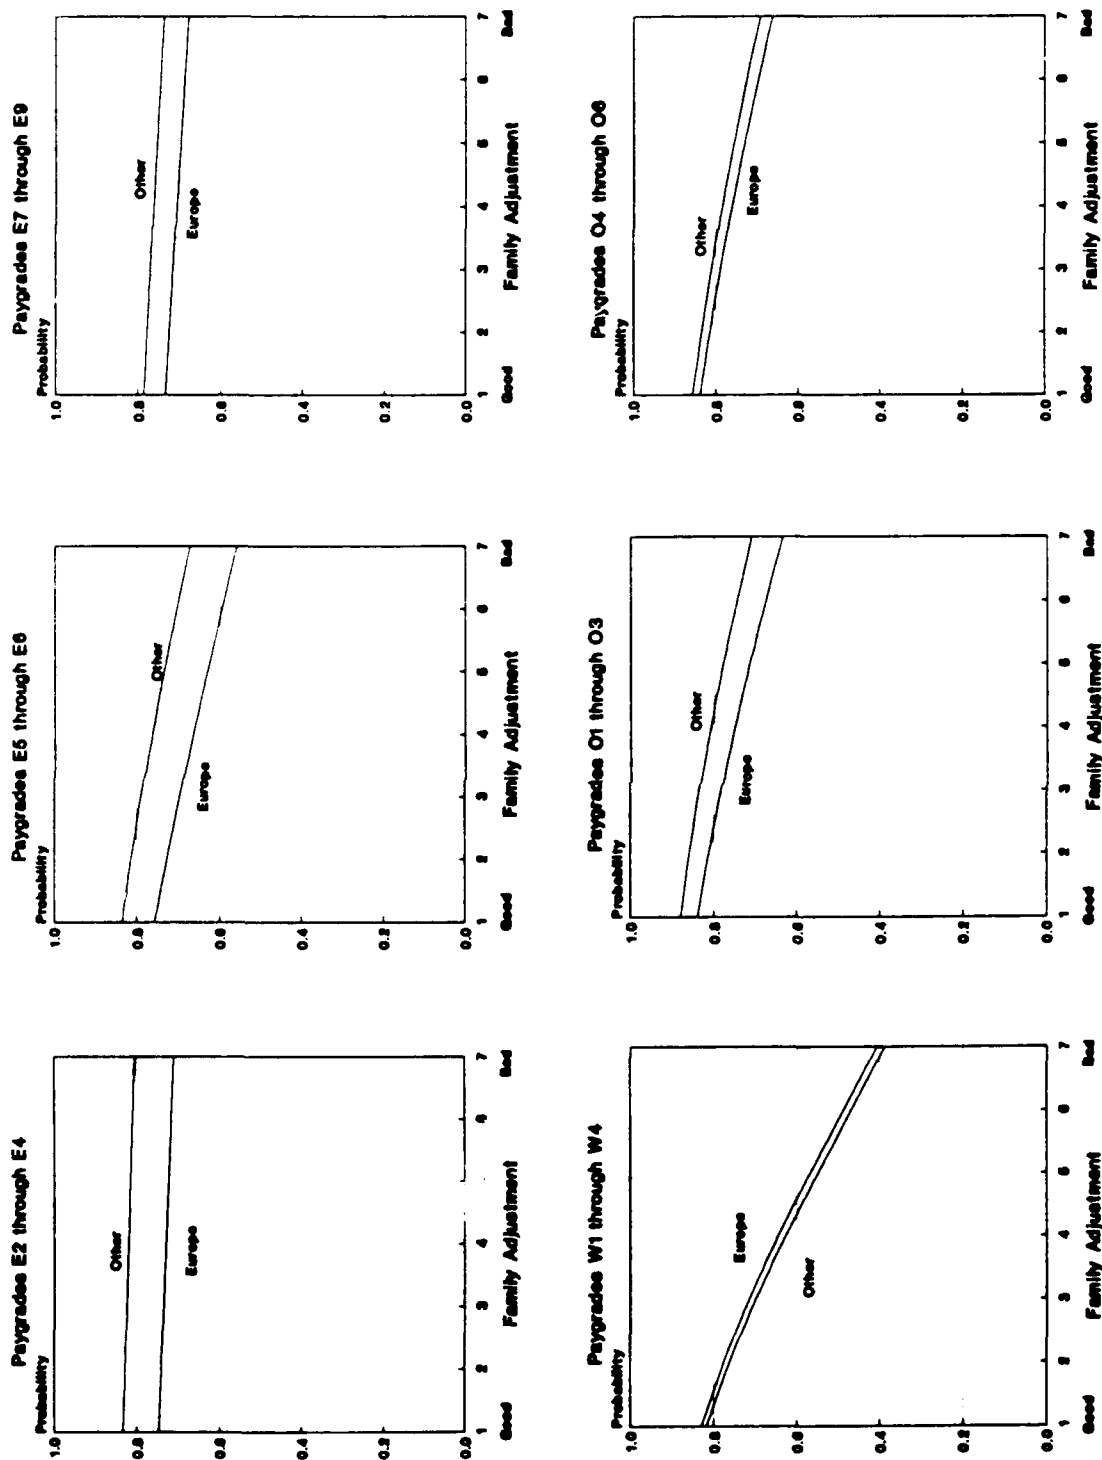 Paygrades E2 through E4
Probability
1.0
0.8
0.6
0.4
0.2
0.0
Other
Europe
1 2 3 4 5 6 7
Good Family Adjustment Bad
Paygrades E5 through E6
Probability
1.0
0.8
0.6
0.4
0.2
0.0
Other
Europe
1 2 3 4 5 6 7
Good Family Adjustment Bad
Paygrades E7 through E9
Probability
1.0
0.8
0.6
0.4
0.2
0.0
Other
Europe
1 2 3 4 5 6 7
Good Family Adjustment Bad
Paygrades W1 through W4
Probability
1.0
0.8
0.6
0.4
0.2
0.0
Europe
Other
1 2 3 4 5 6 7
Good Family Adjustment Bad
Paygrades O1 through O3
Probability
1.0
0.8
0.6
0.4
0.2
0.0
Other
Europe
1 2 3 4 5 6 7
Good Family Adjustment Bad
Paygrades O4 through O6
Probability
1.0
0.8
0.6
0.4
0.2
0.0
Other
Europe
1 2 3 4 5 6 7
Good Family Adjustment Bad